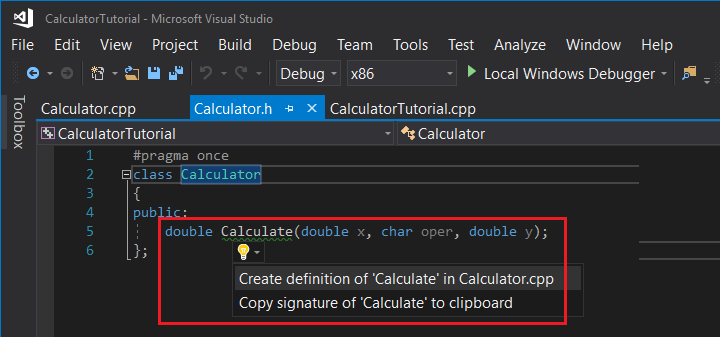 CalculatorTutorial - Microsoft Visual Studio
File Edit View Project Build Debug Team Tools Test Analyze Window Help
Debug x86 Local Windows Debugger
Toolbox
Calculator.cpp Calculator.h CalculatorTutorial.cpp
CalculatorTutorial Calculator
1 #pragma once
2 class Calculator
3 {
4 public:
5 double Calculate(double x, char oper, double y);
6 };
Create definition of 'Calculate' in Calculator.cpp
Copy signature of 'Calculate' to clipboard